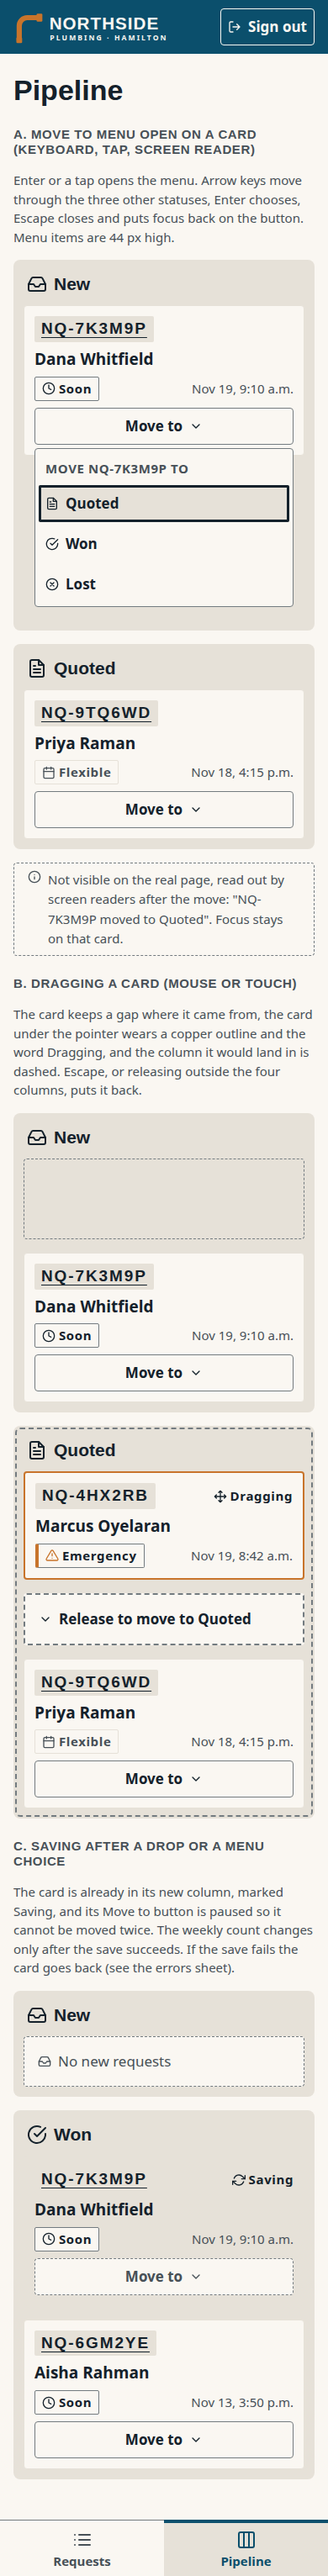 NORTHSIDE
PLUMBING · HAMILTON
Sign out
Pipeline
A. MOVE TO MENU OPEN ON A CARD
(KEYBOARD, TAP, SCREEN READER)
Enter or a tap opens the menu. Arrow keys move
through the three other statuses, Enter chooses,
Escape closes and puts focus back on the button.
Menu items are 44 px high.
New
NQ-7K3M9P
Dana Whitfield
Soon
Nov 19, 9:10 a.m.
Move to
MOVE NQ-7K3M9P TO
Quoted
Won
Lost
Quoted
NQ-9TQ6WD
Priya Raman
Flexible
Nov 18, 4:15 p.m.
Move to
Not visible on the real page, read out by
screen readers after the move: "NQ-
7K3M9P moved to Quoted". Focus stays
on that card.
B. DRAGGING A CARD (MOUSE OR TOUCH)
The card keeps a gap where it came from, the card
under the pointer wears a copper outline and the
word Dragging, and the column it would land in is
dashed. Escape, or releasing outside the four
columns, puts it back.
New
NQ-7K3M9P
Dana Whitfield
Soon
Nov 19, 9:10 a.m.
Move to
Quoted
NQ-4HX2RB
Dragging
Marcus Oyelaran
Emergency
Nov 19, 8:42 a.m.
Release to move to Quoted
NQ-9TQ6WD
Priya Raman
Flexible
Nov 18, 4:15 p.m.
Move to
C. SAVING AFTER A DROP OR A MENU
CHOICE
The card is already in its new column, marked
Saving, and its Move to button is paused so it
cannot be moved twice. The weekly count changes
only after the save succeeds. If the save fails the
card goes back (see the errors sheet).
New
No new requests
Won
NQ-7K3M9P
Saving
Dana Whitfield
Soon
Nov 19, 9:10 a.m.
Move to
NQ-6GM2YE
Aisha Rahman
Soon
Nov 13, 3:50 p.m.
Move to
Requests
Pipeline